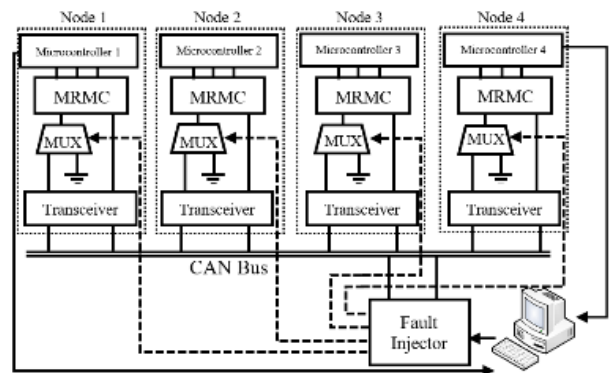 Node 1
Node 2
Node 3
Node 4
Microcontroller 1
Microcontroller 2
Microcontroller 3
Microcontroller 4
MRMC
MRMC
MRMC
MRMC
MUX
MUX
MUX
MUX
Transceiver
Transceiver
Transceiver
Transceiver
CAN Bus
Fault
Injector